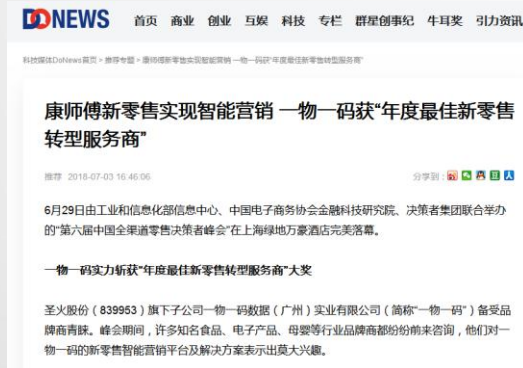 DONEWS 首页 商业 创业 互娱 科技 专栏 群星创事纪 牛耳奖 引力资讯
科技媒体DoNews首页 > 推荐专题 > 康师傅新零售实现智能营销 一物一码获“年度最佳新零售转型服务商”
康师傅新零售实现智能营销 一物一码获“年度最佳新零售
转型服务商”
推荐 2018-07-03 16:46:06 分享到：
6月29日由工业和信息化部信息中心、中国电子商务协会金融科技研究院、决策者集团联合举办
的“第六届中国全渠道零售决策者峰会”在上海绿地万豪酒店完美落幕。
一物一码实力斩获“年度最佳新零售转型服务商”大奖
圣火股份（839953）旗下子公司一物一码数据（广州）实业有限公司（简称“一物一码”）备受品
牌商青睐。峰会期间，许多知名食品、电子产品、母婴等行业品牌商都纷纷前来咨询，他们对一
物一码的新零售智能营销平台及解决方案表示出莫大兴趣。